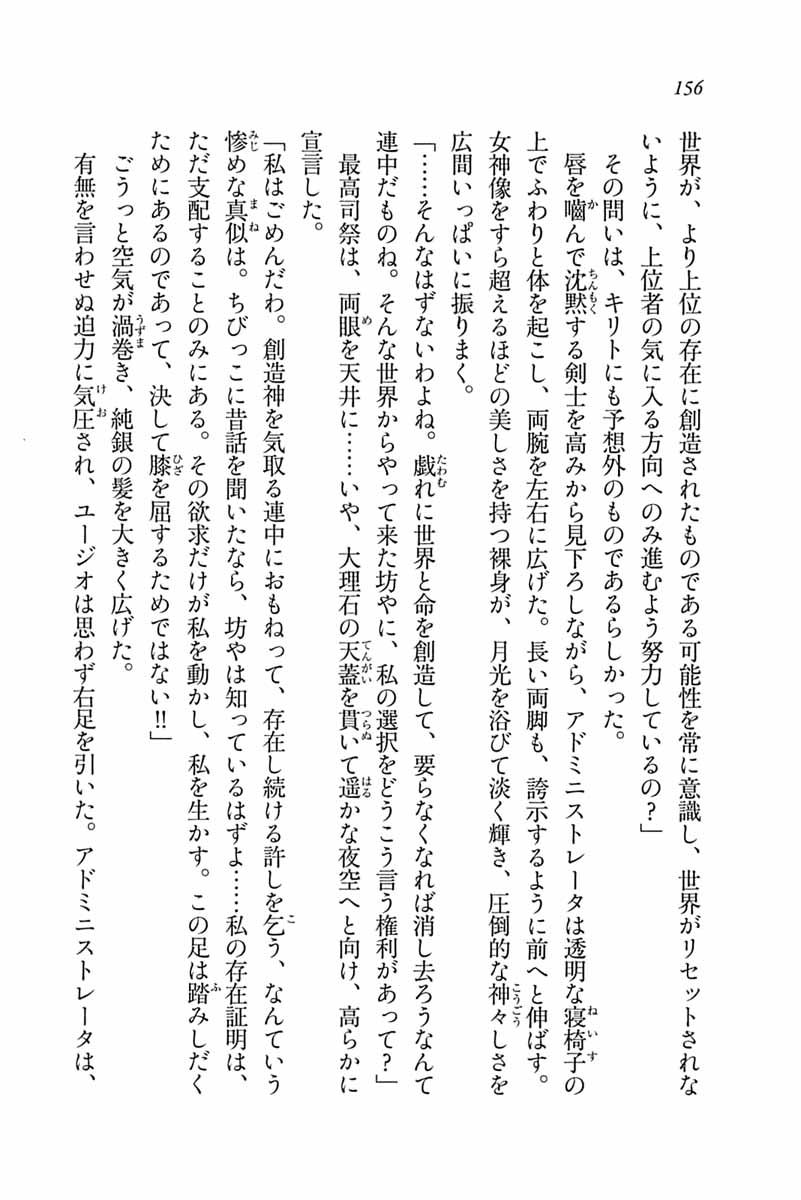 156
世界が、より上位の存在に創造されたものである可能性を常に意識し、世界がリセットされな
いように、上位者の気に入る方向へのみ進むよう努力しているの？」
その問いは、キリトにも予想外のものであるらしかった。
唇を嚙んで沈黙する剣士を高みから見下ろしながら、アドミニストレータは透明な寝椅子の
上でふわりと体を起こし、両腕を左右に広げた。長い両脚も、誇示するように前へと伸ばす。
女神像をすら超えるほどの美しさを持つ裸身が、月光を浴びて淡く輝き、圧倒的な神々しさを
広間いっぱいに振りまく。
「……そんなはずないわよね。戯れに世界と命を創造して、要らなくなれば消し去ろうなんて
連中だものね。そんな世界からやって来た坊やに、私の選択をどうこう言う権利があって？」
最高司祭は、両眼を天井に……いや、大理石の天蓋を貫いて遥かな夜空へと向け、高らかに
宣言した。
「私はごめんだわ。創造神を気取る連中におもねって、存在し続ける許しを乞う、なんていう
惨めな真似は。ちびっこに昔話を聞いたなら、坊やは知っているはずよ……私の存在証明は、
ただ支配することのみにある。その欲求だけが私を動かし、私を生かす。この足は踏みしだく
ためにあるのであって、決して膝を屈するためではない!!」
ごうっと空気が渦巻き、純銀の髪を大きく広げた。
有無を言わせぬ迫力に気圧され、ユージオは思わず右足を引いた。アドミニストレータは、